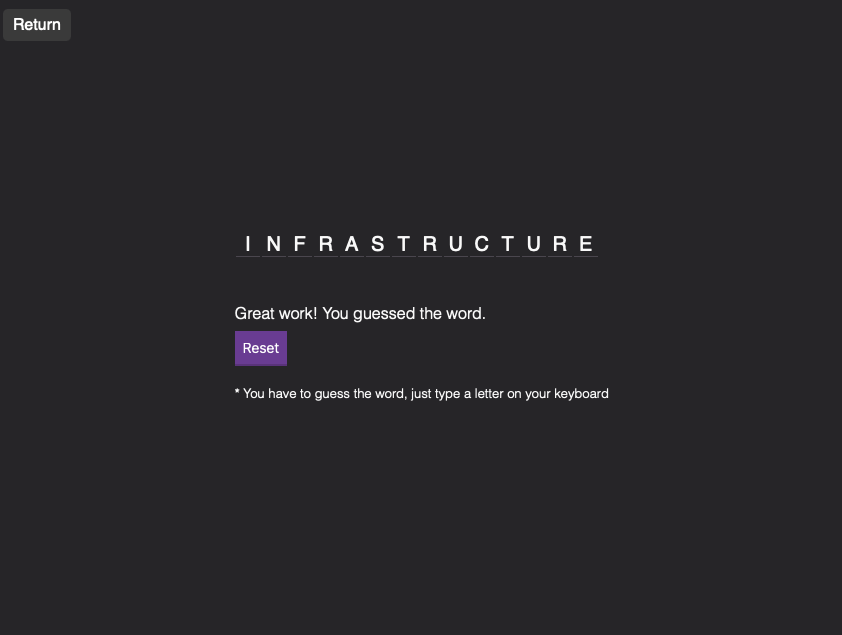 Return
I N F R A S T R U C T U R E
Great work! You guessed the word.
Reset
* You have to guess the word, just type a letter on your keyboard